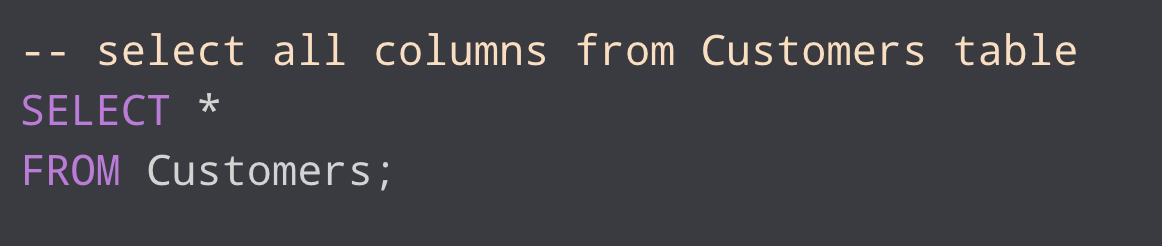 -- select all columns from Customers table
SELECT *
FROM Customers;